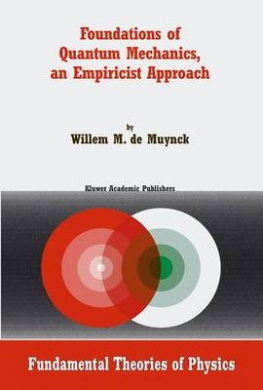 Foundations of
Quantum Mechanics,
an Empiricist Approach
by
Willem M. de Muynck
Kluwer Academic Publishers
Fundamental Theories of Physics